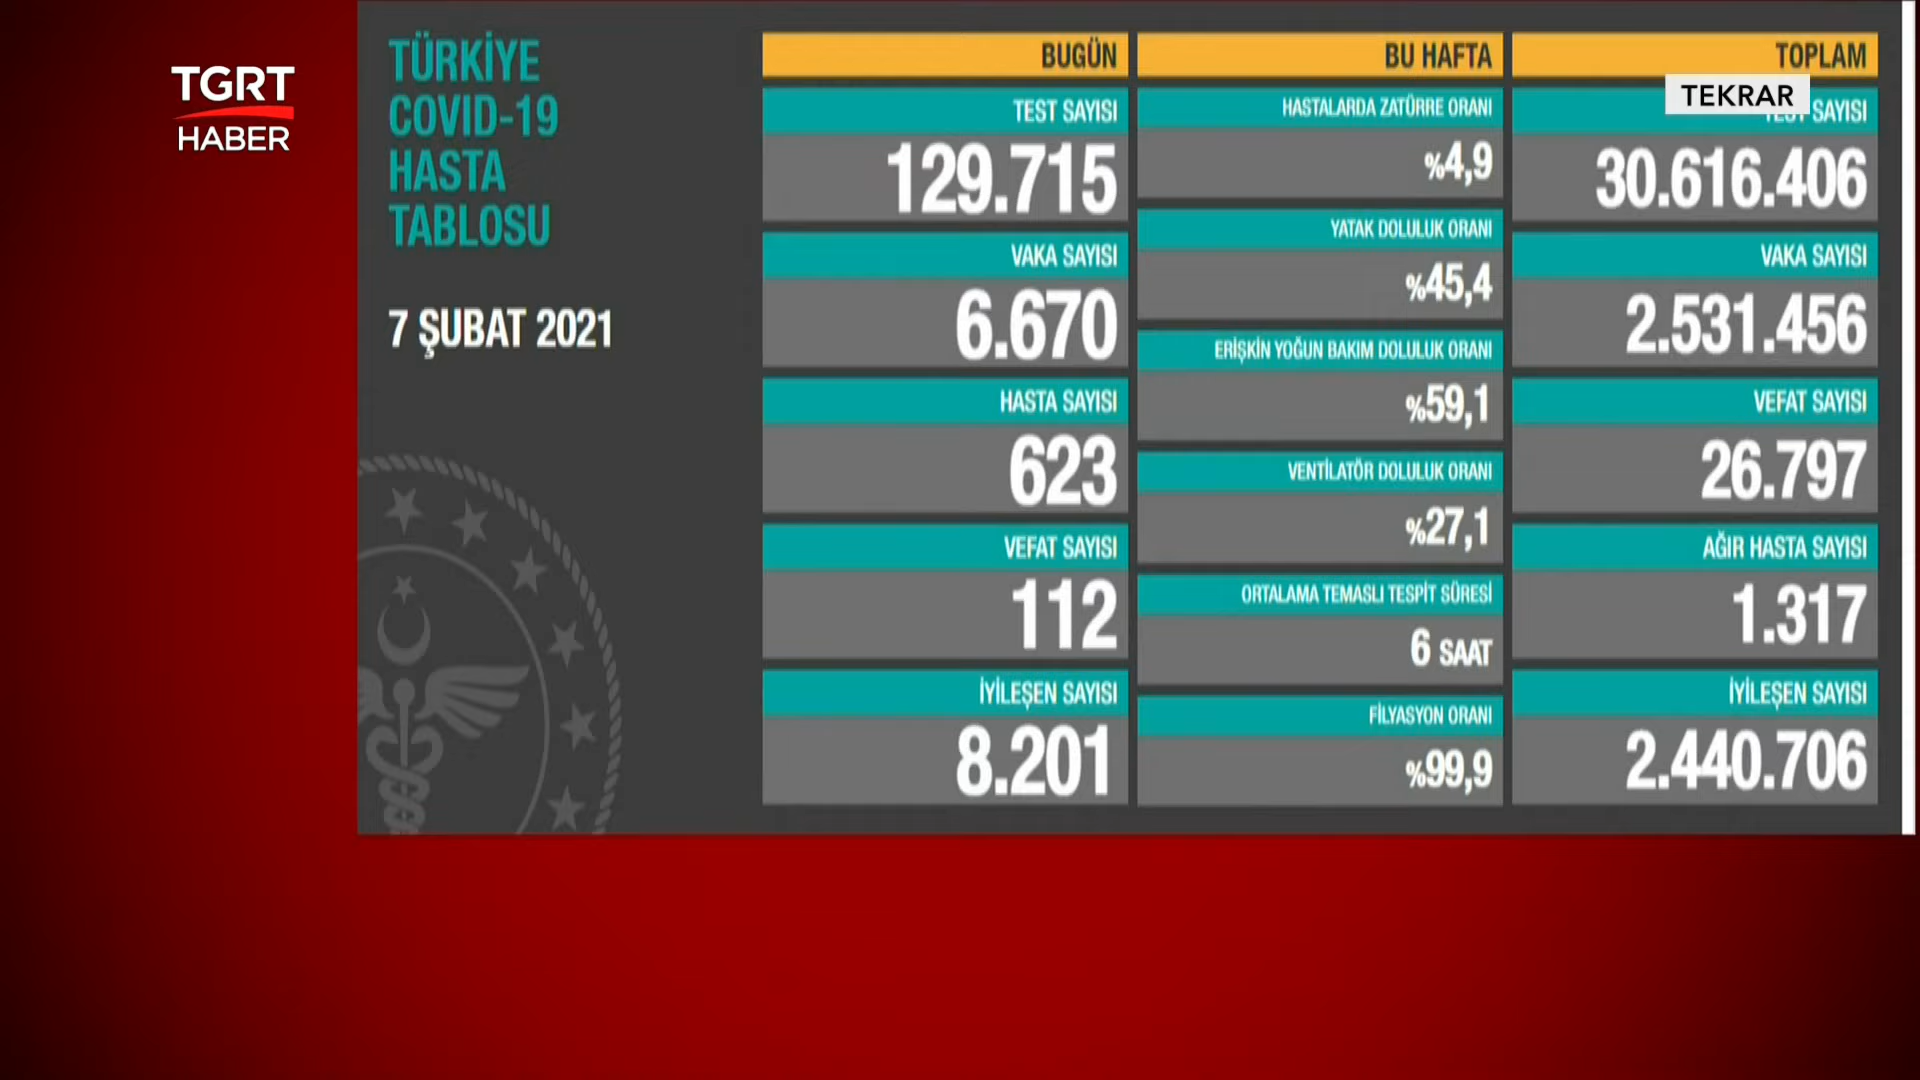 TGRT
HABER
TÜRKİYE
COVID-19
HASTA
TABLOSU
7 ŞUBAT 2021
BUGÜN
TEST SAYISI
129.715
VAKA SAYISI
6.670
HASTA SAYISI
623
VEFAT SAYISI
112
İYİLEŞEN SAYISI
8.201
BU HAFTA
HASTALARDA ZATÜRRE ORANI
%4,9
YATAK DOLULUK ORANI
%45,4
ERİŞKİN YOĞUN BAKIM DOLULUK ORANI
%59,1
VENTİLATÖR DOLULUK ORANI
%27,1
ORTALAMA TEMASLI TESPİT SÜRESİ
6 SAAT
FİLYASYON ORANI
%99,9
TOPLAM
TEKRAR
TEST SAYISI
30.616.406
VAKA SAYISI
2.531.456
VEFAT SAYISI
26.797
AĞIR HASTA SAYISI
1.317
İYİLEŞEN SAYISI
2.440.706